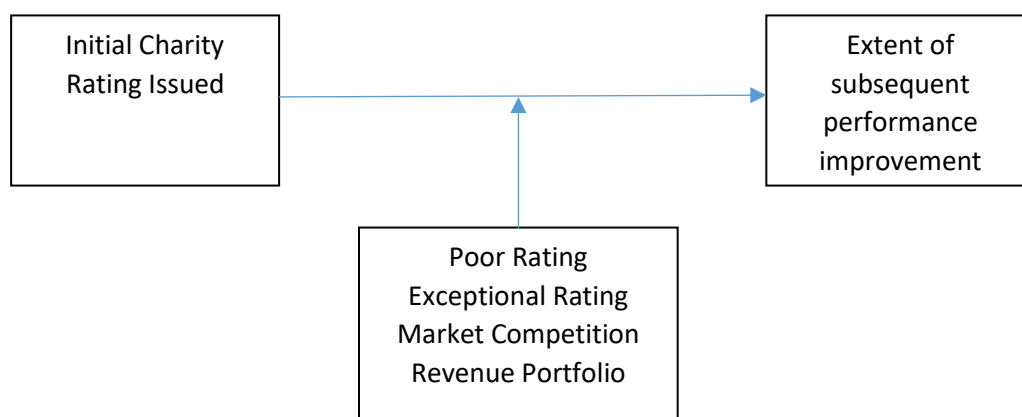 Initial Charity
Rating Issued
Extent of
subsequent
performance
improvement
Poor Rating
Exceptional Rating
Market Competition
Revenue Portfolio